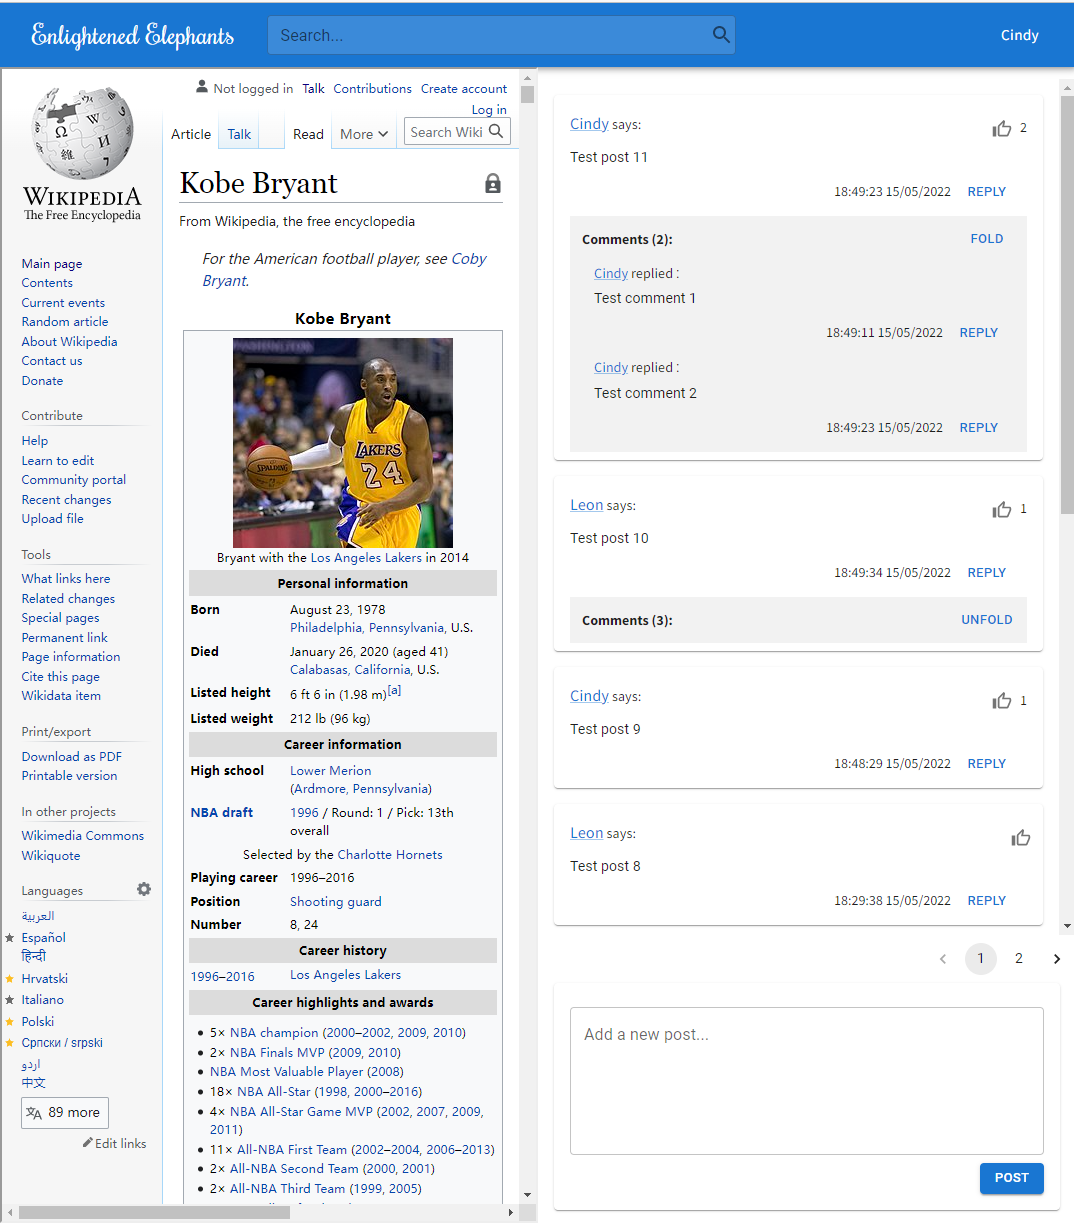 Enlightened Elephants
Search...
Cindy
WIKIPEDIA
The Free Encyclopedia
Main page
Contents
Current events
Random article
About Wikipedia
Contact us
Donate
Contribute
Help
Learn to edit
Community portal
Recent changes
Upload file
Tools
What links here
Related changes
Special pages
Permanent link
Page information
Cite this page
Wikidata item
Print/export
Download as PDF
Printable version
In other projects
Wikimedia Commons
Wikiquote
Languages
العربية
Español
हिन्दी
Hrvatski
Italiano
Polski
Српски / srpski
اردو
中文
89 more
Edit links
Not logged in Talk Contributions Create account
Log in
Article Talk Read More Search Wiki
Kobe Bryant
From Wikipedia, the free encyclopedia
For the American football player, see Coby
Bryant.
Kobe Bryant
WASHINGTON
SPALDING
LAKERS
24
Bryant with the Los Angeles Lakers in 2014
Personal information
Born August 23, 1978
Philadelphia, Pennsylvania, U.S.
Died January 26, 2020 (aged 41)
Calabasas, California, U.S.
Listed height 6 ft 6 in (1.98 m)[a]
Listed weight 212 lb (96 kg)
Career information
High school Lower Merion
(Ardmore, Pennsylvania)
NBA draft 1996 / Round: 1 / Pick: 13th
overall
Selected by the Charlotte Hornets
Playing career 1996–2016
Position Shooting guard
Number 8, 24
Career history
1996–2016 Los Angeles Lakers
Career highlights and awards
• 5× NBA champion (2000–2002, 2009, 2010)
• 2× NBA Finals MVP (2009, 2010)
• NBA Most Valuable Player (2008)
• 18× NBA All-Star (1998, 2000–2016)
• 4× NBA All-Star Game MVP (2002, 2007, 2009,
2011)
• 11× All-NBA First Team (2002–2004, 2006–2013)
• 2× All-NBA Second Team (2000, 2001)
• 2× All-NBA Third Team (1999, 2005)
Cindy says:
2
Test post 11
18:49:23 15/05/2022 REPLY
Comments (2): FOLD
Cindy replied :
Test comment 1
18:49:11 15/05/2022 REPLY
Cindy replied :
Test comment 2
18:49:23 15/05/2022 REPLY
Leon says:
1
Test post 10
18:49:34 15/05/2022 REPLY
Comments (3): UNFOLD
Cindy says:
1
Test post 9
18:48:29 15/05/2022 REPLY
Leon says:
Test post 8
18:29:38 15/05/2022 REPLY
1 2
Add a new post...
POST